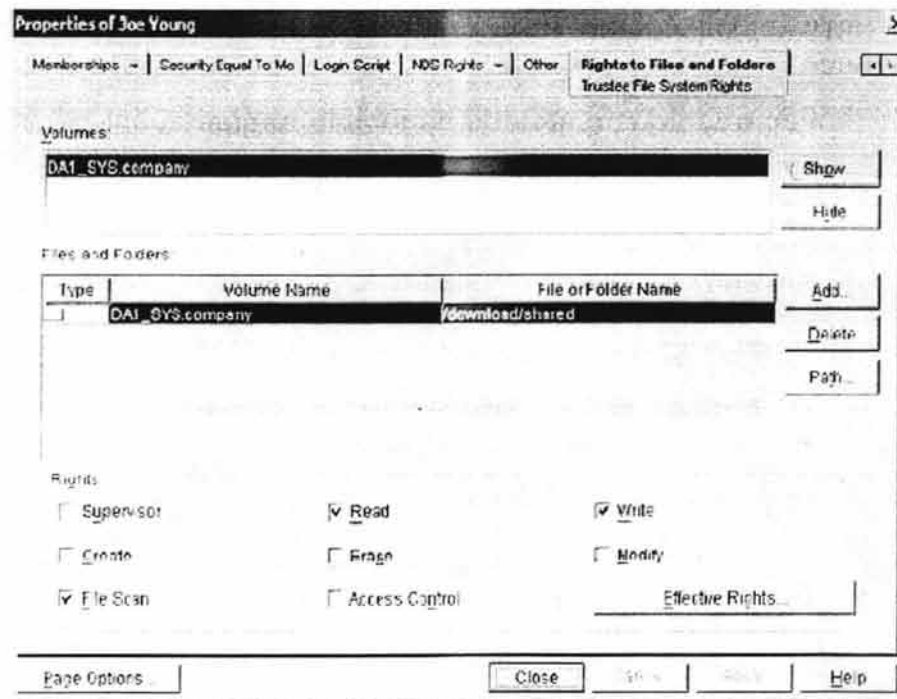 Properties of Joe Young
Memberships Security Equal To Me Login Script NDS Rights Other Rights to Files and Folders
Trustee File System Rights
Volumes:
DA1_SYS.company
Show
Hide
Files and Folders:
Type Volume Name File or Folder Name
Add...
DA1_SYS.company /download/shared
Delete
Path...
Rights
Supervisor Read Write
Create Erase Modify
File Scan Access Control Effective Rights...
Page Options... Close Help